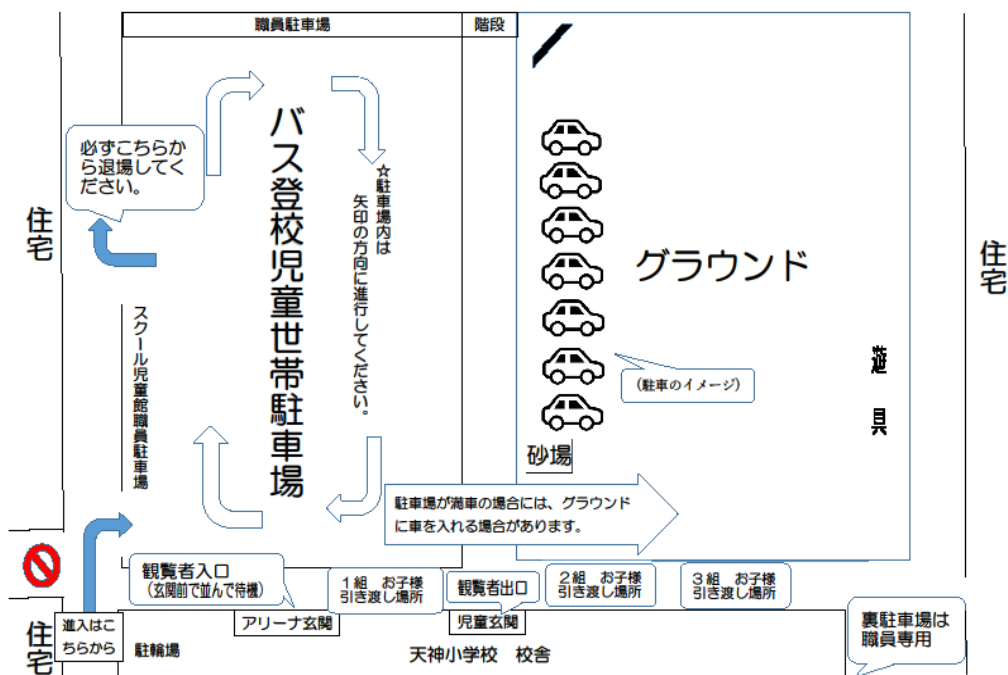 職員駐車場
階段
必ずこちらか
ら退場してく
ださい。
バス登校児童世帯駐車場
☆駐車場内は
矢印の方向に進行してください。
グラウンド
住宅
住宅
スクール児童館職員駐車場
(駐車のイメージ)
遊具
砂場
駐車場が満車の場合には、グラウンド
に車を入れる場合があります。
観覧者入口
(玄関前で並んで待機)
1組 お子様
引き渡し場所
観覧者出口
2組 お子様
引き渡し場所
3組 お子様
引き渡し場所
住宅
進入はこ
ちらから
駐輪場
アリーナ玄関
児童玄関
天神小学校 校舎
裏駐車場は
職員専用